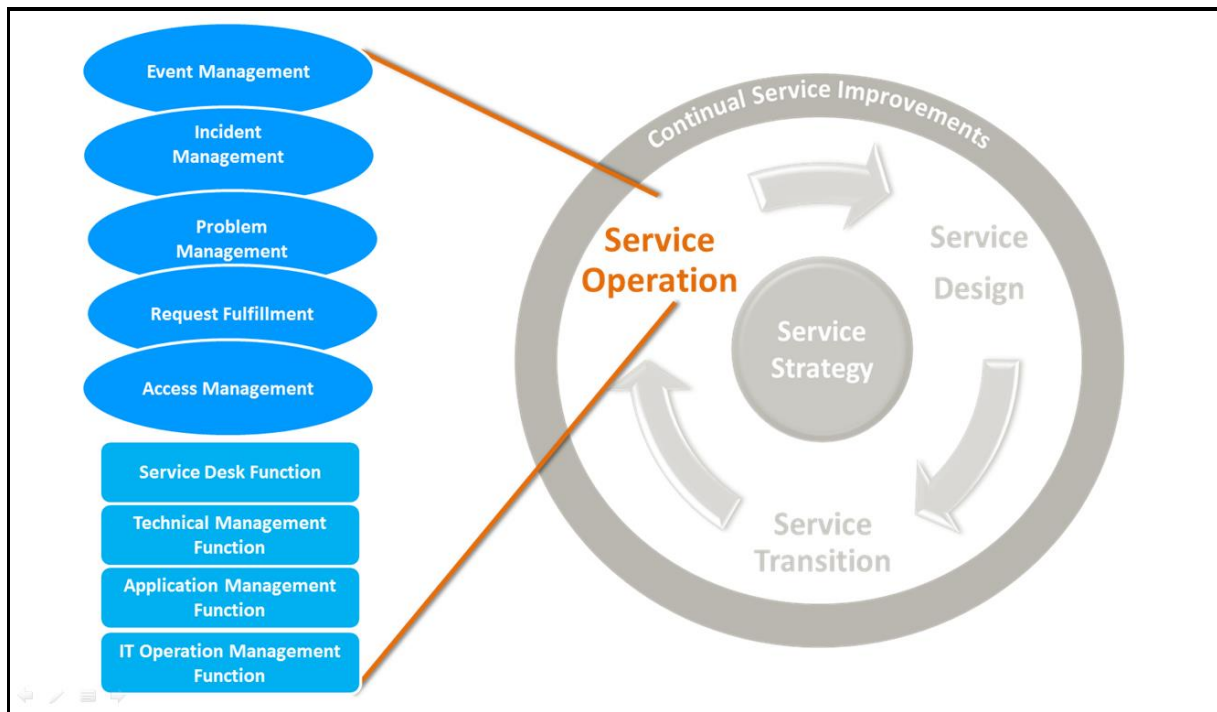 Event Management
Incident
Management
Problem
Management
Request Fulfillment
Access Management
Service Desk Function
Technical Management
Function
Application Management
Function
IT Operation Management
Function
Continual Service Improvements
Service
Operation
Service
Design
Service
Strategy
Service
Transition